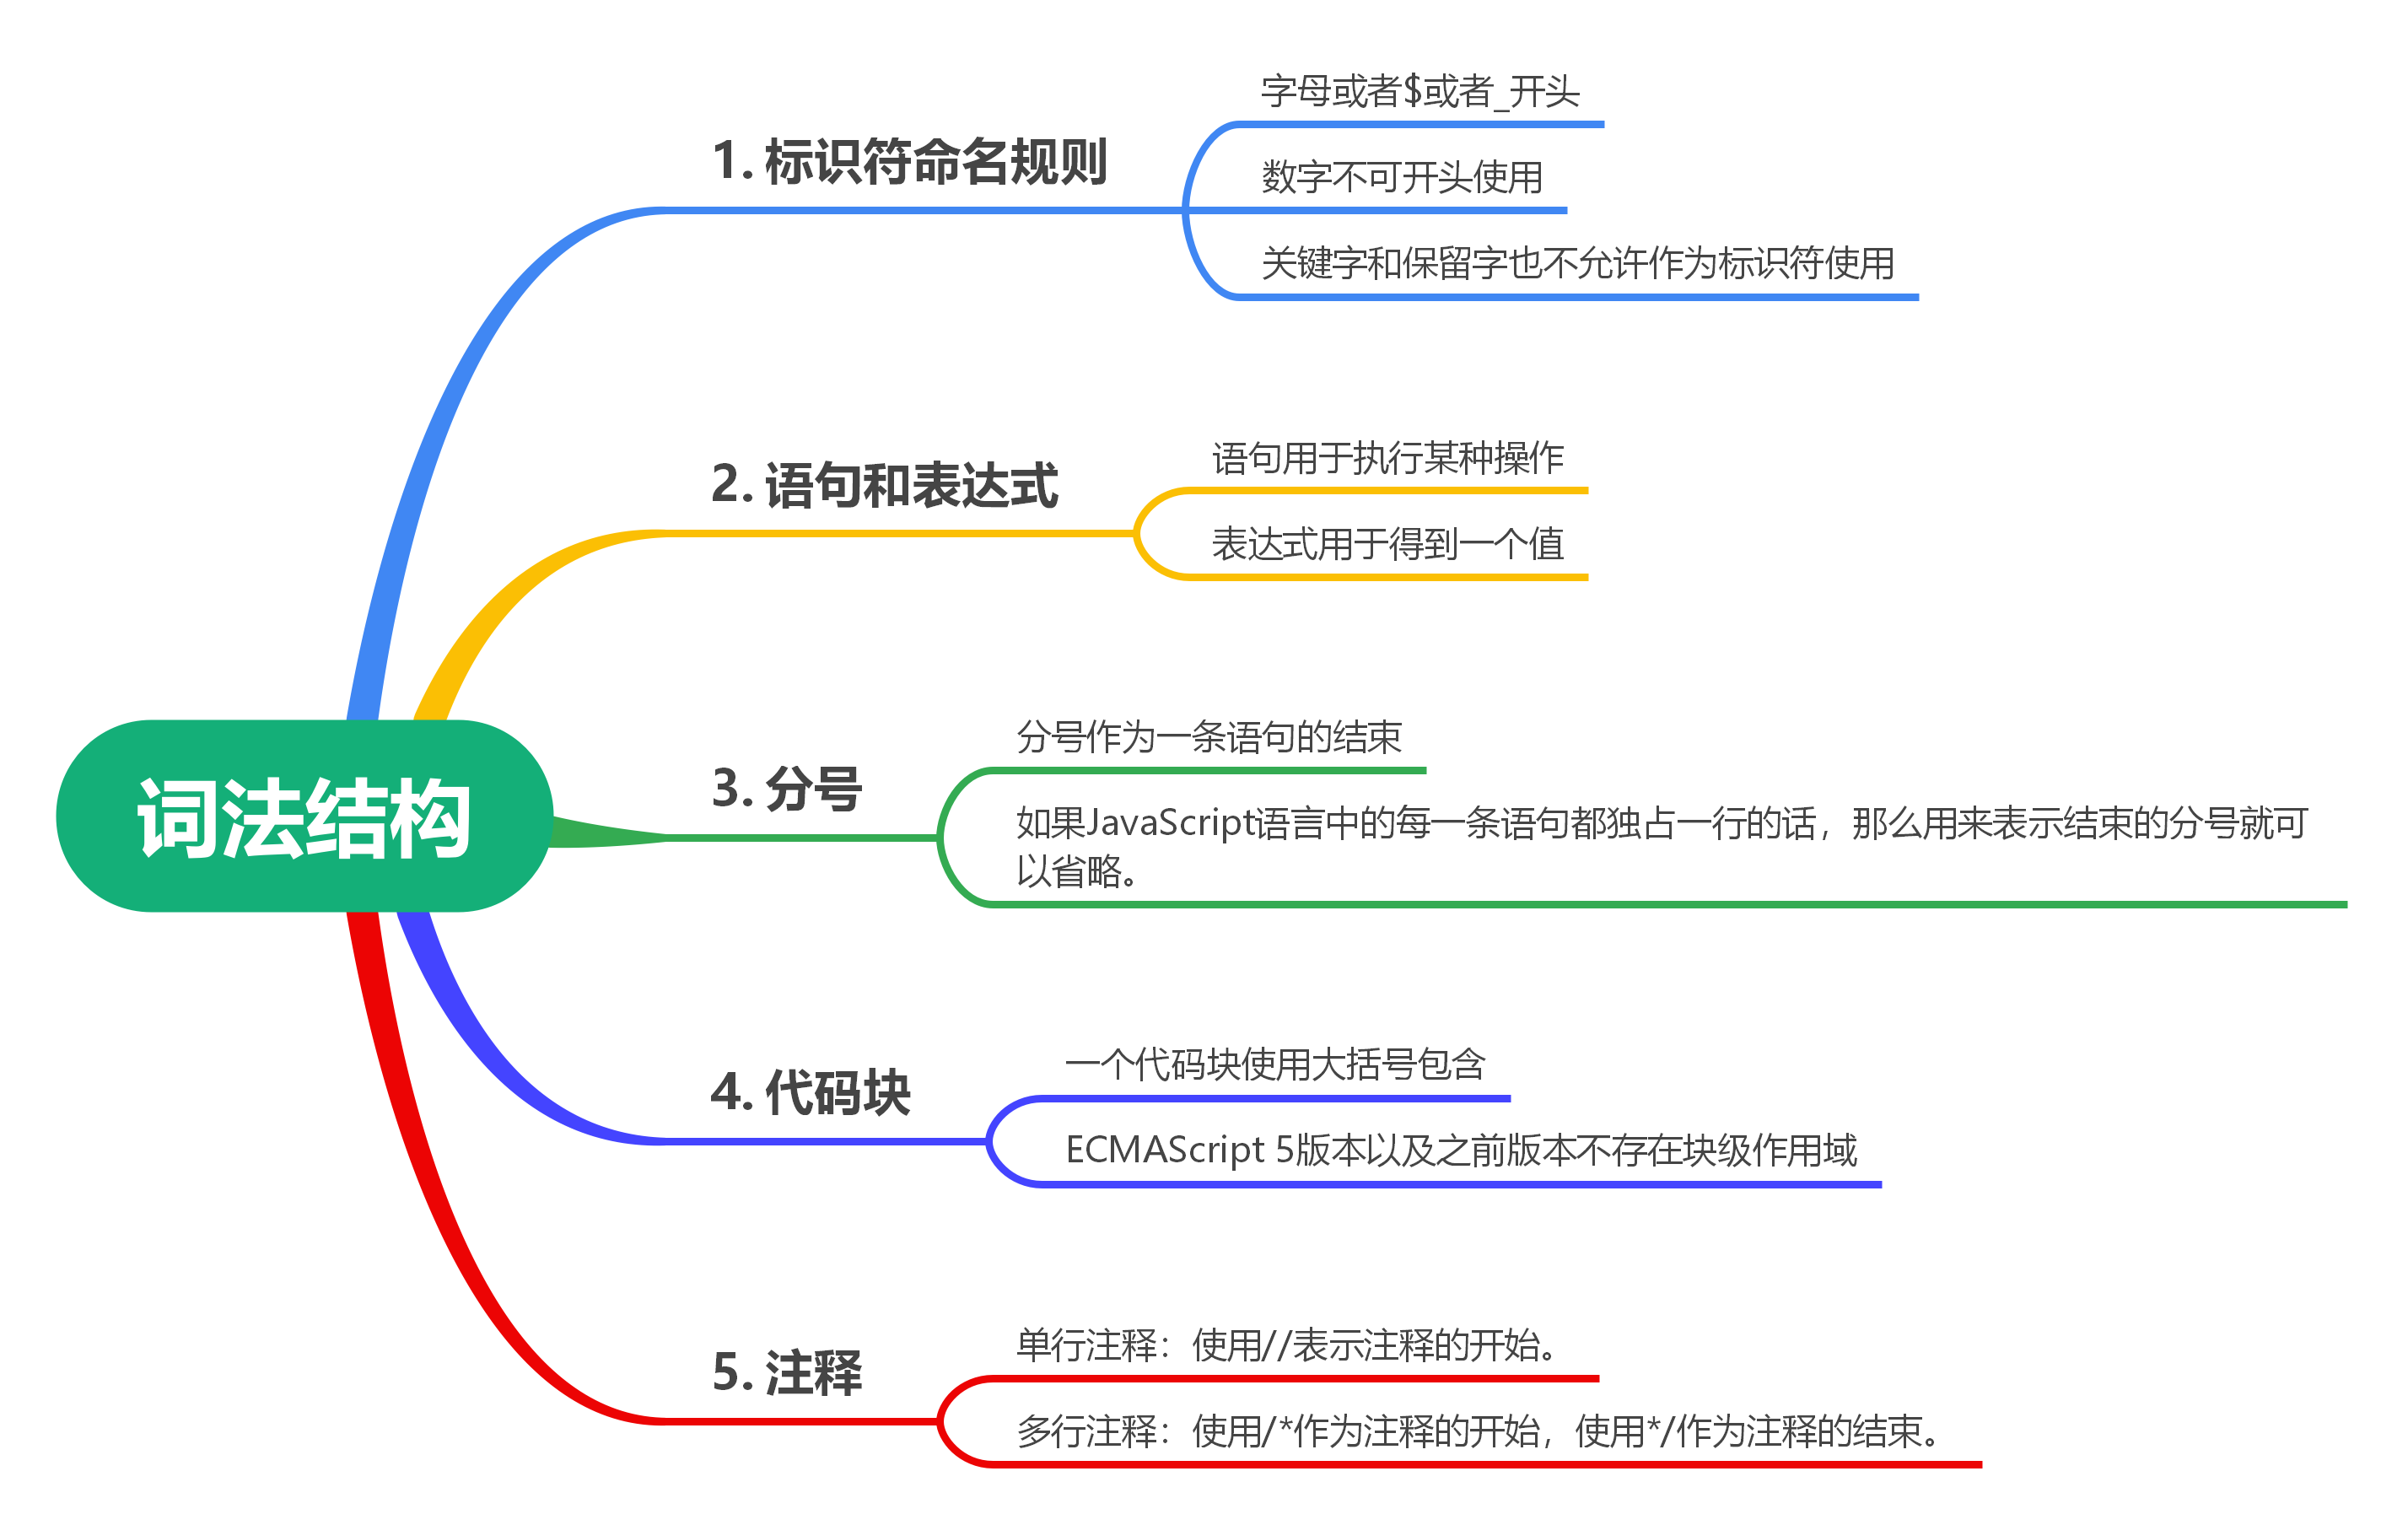 词法结构
1. 标识符命名规则
字母或者$或者_开头
数字不可开头使用
关键字和保留字也不允许作为标识符使用
2. 语句和表达式
语句用于执行某种操作
表达式用于得到一个值
3. 分号
分号作为一条语句的结束
如果JavaScript语言中的每一条语句都独占一行的话，那么用来表示结束的分号就可
以省略。
4. 代码块
一个代码块使用大括号包含
ECMAScript 5版本以及之前版本不存在块级作用域
5. 注释
单行注释：使用//表示注释的开始。
多行注释：使用/*作为注释的开始，使用*/作为注释的结束。